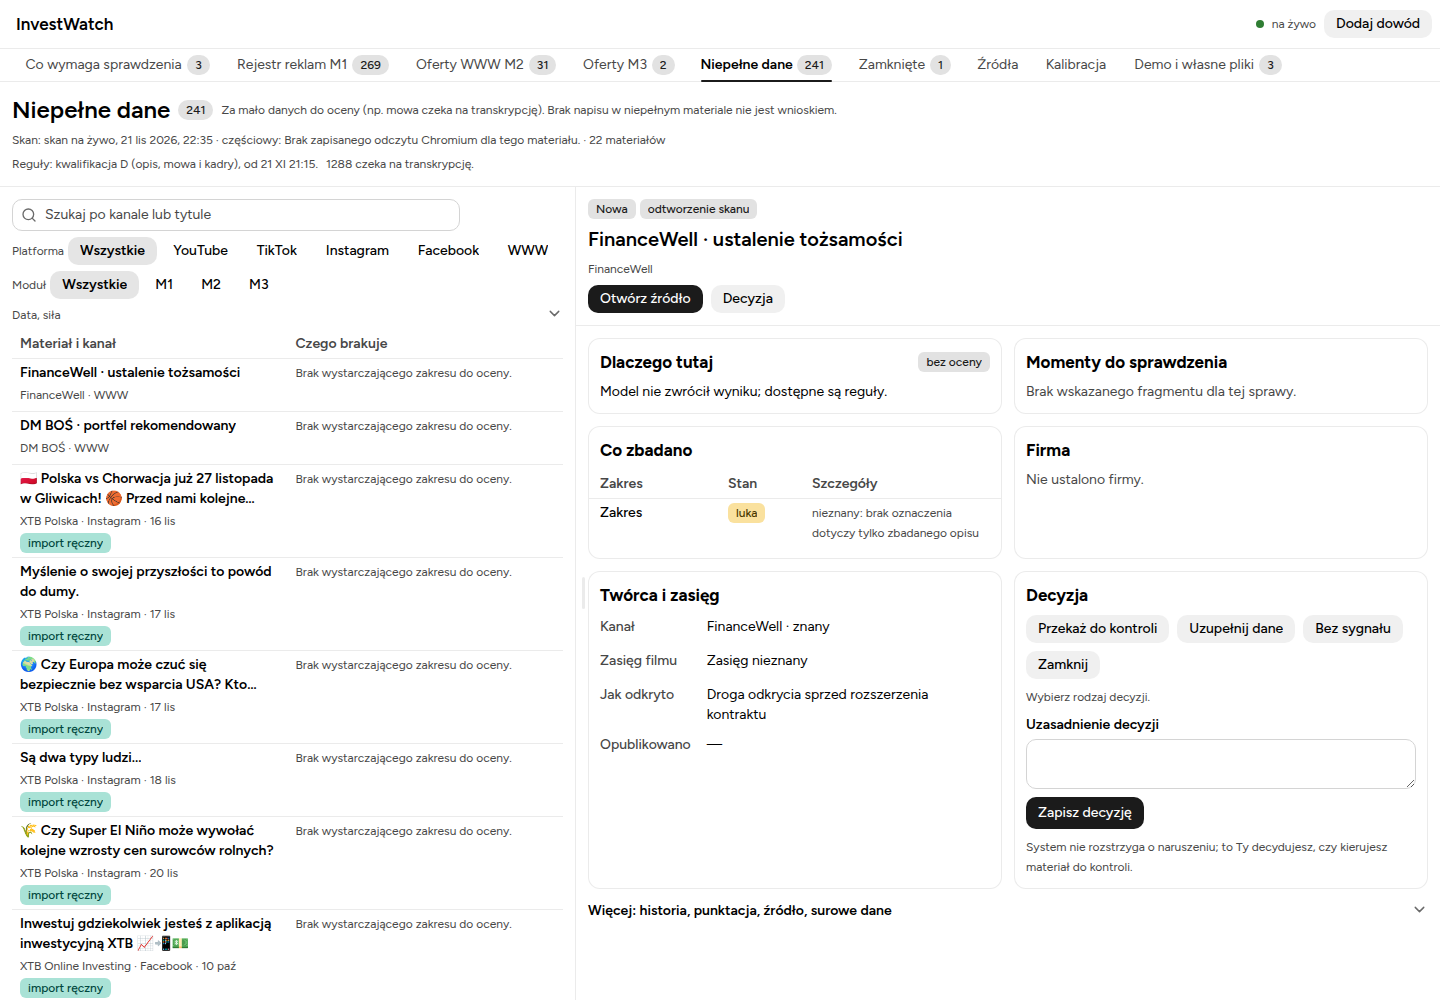 InvestWatch
na żywo
Dodaj dowód
Co wymaga sprawdzenia 3
Rejestr reklam M1 269
Oferty WWW M2 31
Oferty M3 2
Niepełne dane 241
Zamknięte 1
Źródła
Kalibracja
Demo i własne pliki 3
Niepełne dane 241 Za mało danych do oceny (np. mowa czeka na transkrypcję). Brak napisu w niepełnym materiale nie jest wnioskiem.
Skan: skan na żywo, 21 lis 2026, 22:35 · częściowy: Brak zapisanego odczytu Chromium dla tego materiału. · 22 materiałów
Reguły: kwalifikacja D (opis, mowa i kadry), od 21 XI 21:15. 1288 czeka na transkrypcję.
Szukaj po kanale lub tytule
Platforma Wszystkie YouTube TikTok Instagram Facebook WWW
Moduł Wszystkie M1 M2 M3
Data, siła
Materiał i kanał Czego brakuje
FinanceWell · ustalenie tożsamości Brak wystarczającego zakresu do oceny.
FinanceWell · WWW
DM BOŚ · portfel rekomendowany Brak wystarczającego zakresu do oceny.
DM BOŚ · WWW
🇵🇱 Polska vs Chorwacja już 27 listopada Brak wystarczającego zakresu do oceny.
w Gliwicach! 🏀 Przed nami kolejne...
XTB Polska · Instagram · 16 lis
import ręczny
Myślenie o swojej przyszłości to powód Brak wystarczającego zakresu do oceny.
do dumy.
XTB Polska · Instagram · 17 lis
import ręczny
🌍 Czy Europa może czuć się Brak wystarczającego zakresu do oceny.
bezpiecznie bez wsparcia USA? Kto...
XTB Polska · Instagram · 17 lis
import ręczny
Są dwa typy ludzi... Brak wystarczającego zakresu do oceny.
XTB Polska · Instagram · 18 lis
import ręczny
🌾 Czy Super El Niño może wywołać Brak wystarczającego zakresu do oceny.
kolejne wzrosty cen surowców rolnych?
XTB Polska · Instagram · 20 lis
import ręczny
Inwestuj gdziekolwiek jesteś z aplikacją Brak wystarczającego zakresu do oceny.
inwestycyjną XTB 📈📲💵
XTB Online Investing · Facebook · 10 paź
import ręczny
Nowa odtworzenie skanu
FinanceWell · ustalenie tożsamości
FinanceWell
Otwórz źródło Decyzja
Dlaczego tutaj bez oceny
Model nie zwrócił wyniku; dostępne są reguły.
Momenty do sprawdzenia
Brak wskazanego fragmentu dla tej sprawy.
Co zbadano
Zakres Stan Szczegóły
Zakres luka nieznany: brak oznaczenia
dotyczy tylko zbadanego opisu
Firma
Nie ustalono firmy.
Twórca i zasięg
Kanał FinanceWell · znany
Zasięg filmu Zasięg nieznany
Jak odkryto Droga odkrycia sprzed rozszerzenia
kontraktu
Opublikowano —
Decyzja
Przekaż do kontroli Uzupełnij dane Bez sygnału
Zamknij
Wybierz rodzaj decyzji.
Uzasadnienie decyzji
Zapisz decyzję
System nie rozstrzyga o naruszeniu; to Ty decydujesz, czy kierujesz
materiał do kontroli.
Więcej: historia, punktacja, źródło, surowe dane